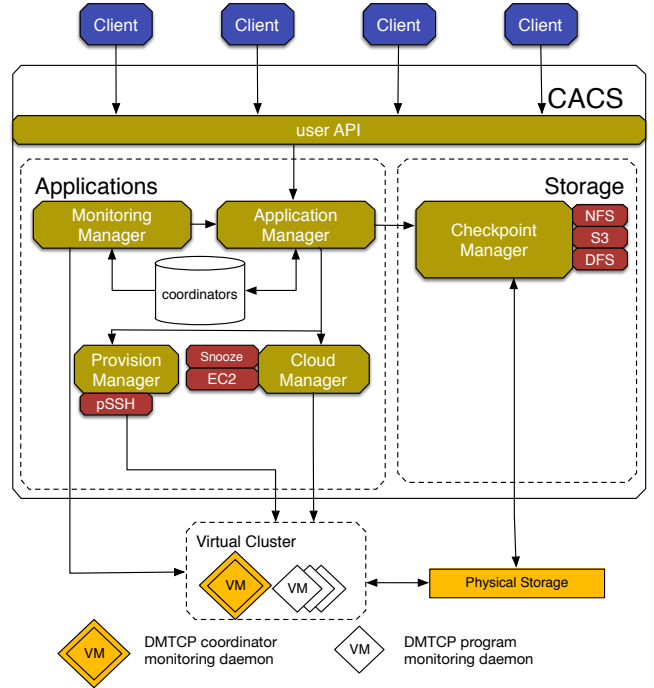 Client
Client
Client
Client
CACS
user API
Applications
Storage
Monitoring
Manager
Application
Manager
Checkpoint
Manager
NFS
S3
DFS
coordinators
Provision
Manager
pSSH
Snooze
EC2
Cloud
Manager
Virtual Cluster
VM
VM
Physical Storage
VM
DMTCP coordinator
monitoring daemon
VM
DMTCP program
monitoring daemon